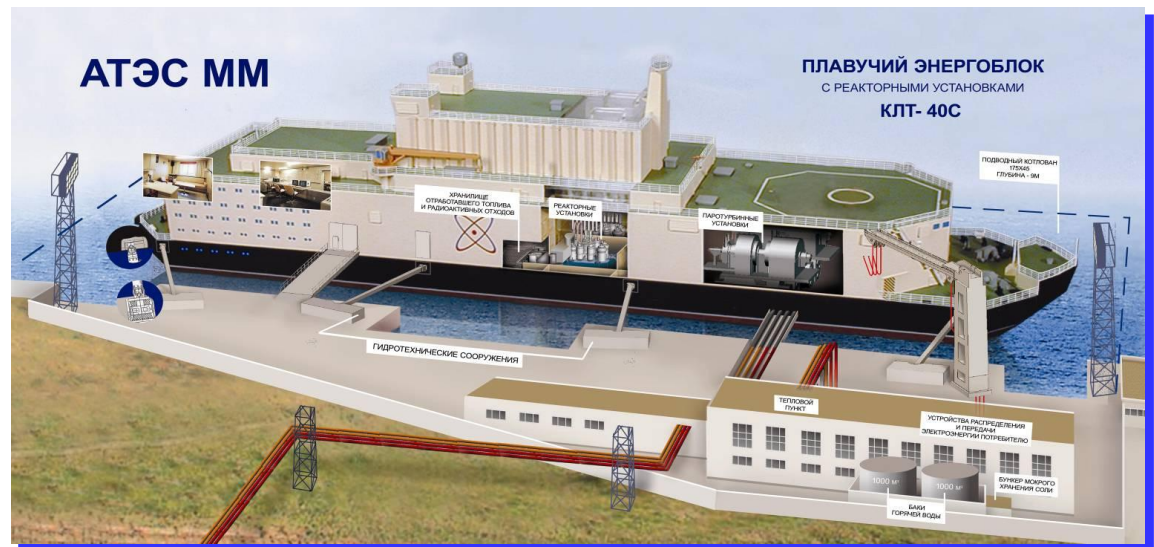 АТЭС ММ
ПЛАВУЧИЙ ЭНЕРГОБЛОК
С РЕАКТОРНЫМИ УСТАНОВКАМИ
КЛТ- 40С
ПОДВОДНЫЙ КОТЛОВАН
175Х45
ГЛУБИНА - 9М
ХРАНИЛИЩЕ
ОТРАБОТАВШЕГО ТОПЛИВА
И РАДИОАКТИВНЫХ ОТХОДОВ
РЕАКТОРНЫЕ
УСТАНОВКИ
ПАРОТУРБИННЫЕ
УСТАНОВКИ
ГИДРОТЕХНИЧЕСКИЕ СООРУЖЕНИЯ
ТЕПЛОВОЙ
ПУНКТ
УСТРОЙСТВА РАСПРЕДЕЛЕНИЯ
И ПЕРЕДАЧИ
ЭЛЕКТРОЭНЕРГИИ ПОТРЕБИТЕЛЮ
1000 м³
1000 м³
БУНКЕР МОКРОГО
ХРАНЕНИЯ СОЛИ
БАКИ
ГОРЯЧЕЙ ВОДЫ